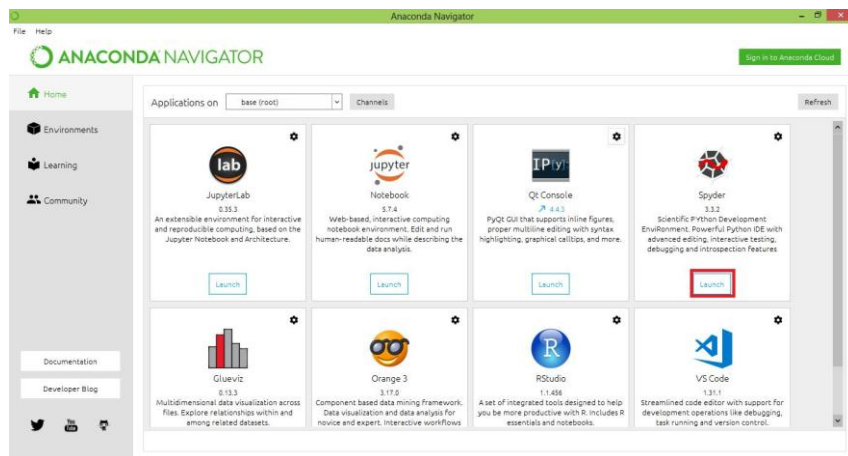 Anaconda Navigator
File Help
ANACONDA NAVIGATOR
Sign in to Anaconda Cloud
Home
Environments
Learning
Community
Documentation
Developer Blog
Applications on base (root) Channels Refresh
lab
JupyterLab
0.35.3
An extensible environment for interactive
and reproducible computing, based on the
Jupyter Notebook and Architecture.
Launch
jupyter
Notebook
5.7.4
Web-based, interactive computing
notebook environment. Edit and run
human-readable docs while describing the
data analysis.
Launch
IP[y]
Qt Console
4.4.3
PyQt GUI that supports inline figures,
proper multiline editing with syntax
highlighting, graphical calltips, and more.
Launch
Spyder
3.3.2
Scientific PYthon Development
EnviRonment. Powerful Python IDE with
advanced editing, interactive testing,
debugging and introspection features
Launch
Glueviz
0.13.3
Multidimensional data visualization across
files. Explore relationships within and
among related datasets.
Orange 3
3.17.0
Component based data mining framework.
Data visualization and data analysis for
novice and expert. Interactive workflows
R
RStudio
1.1.456
A set of integrated tools designed to help
you be more productive with R. Includes R
essentials and notebooks.
VS Code
1.31.1
Streamlined code editor with support for
development operations like debugging,
task running and version control.
You
Tube